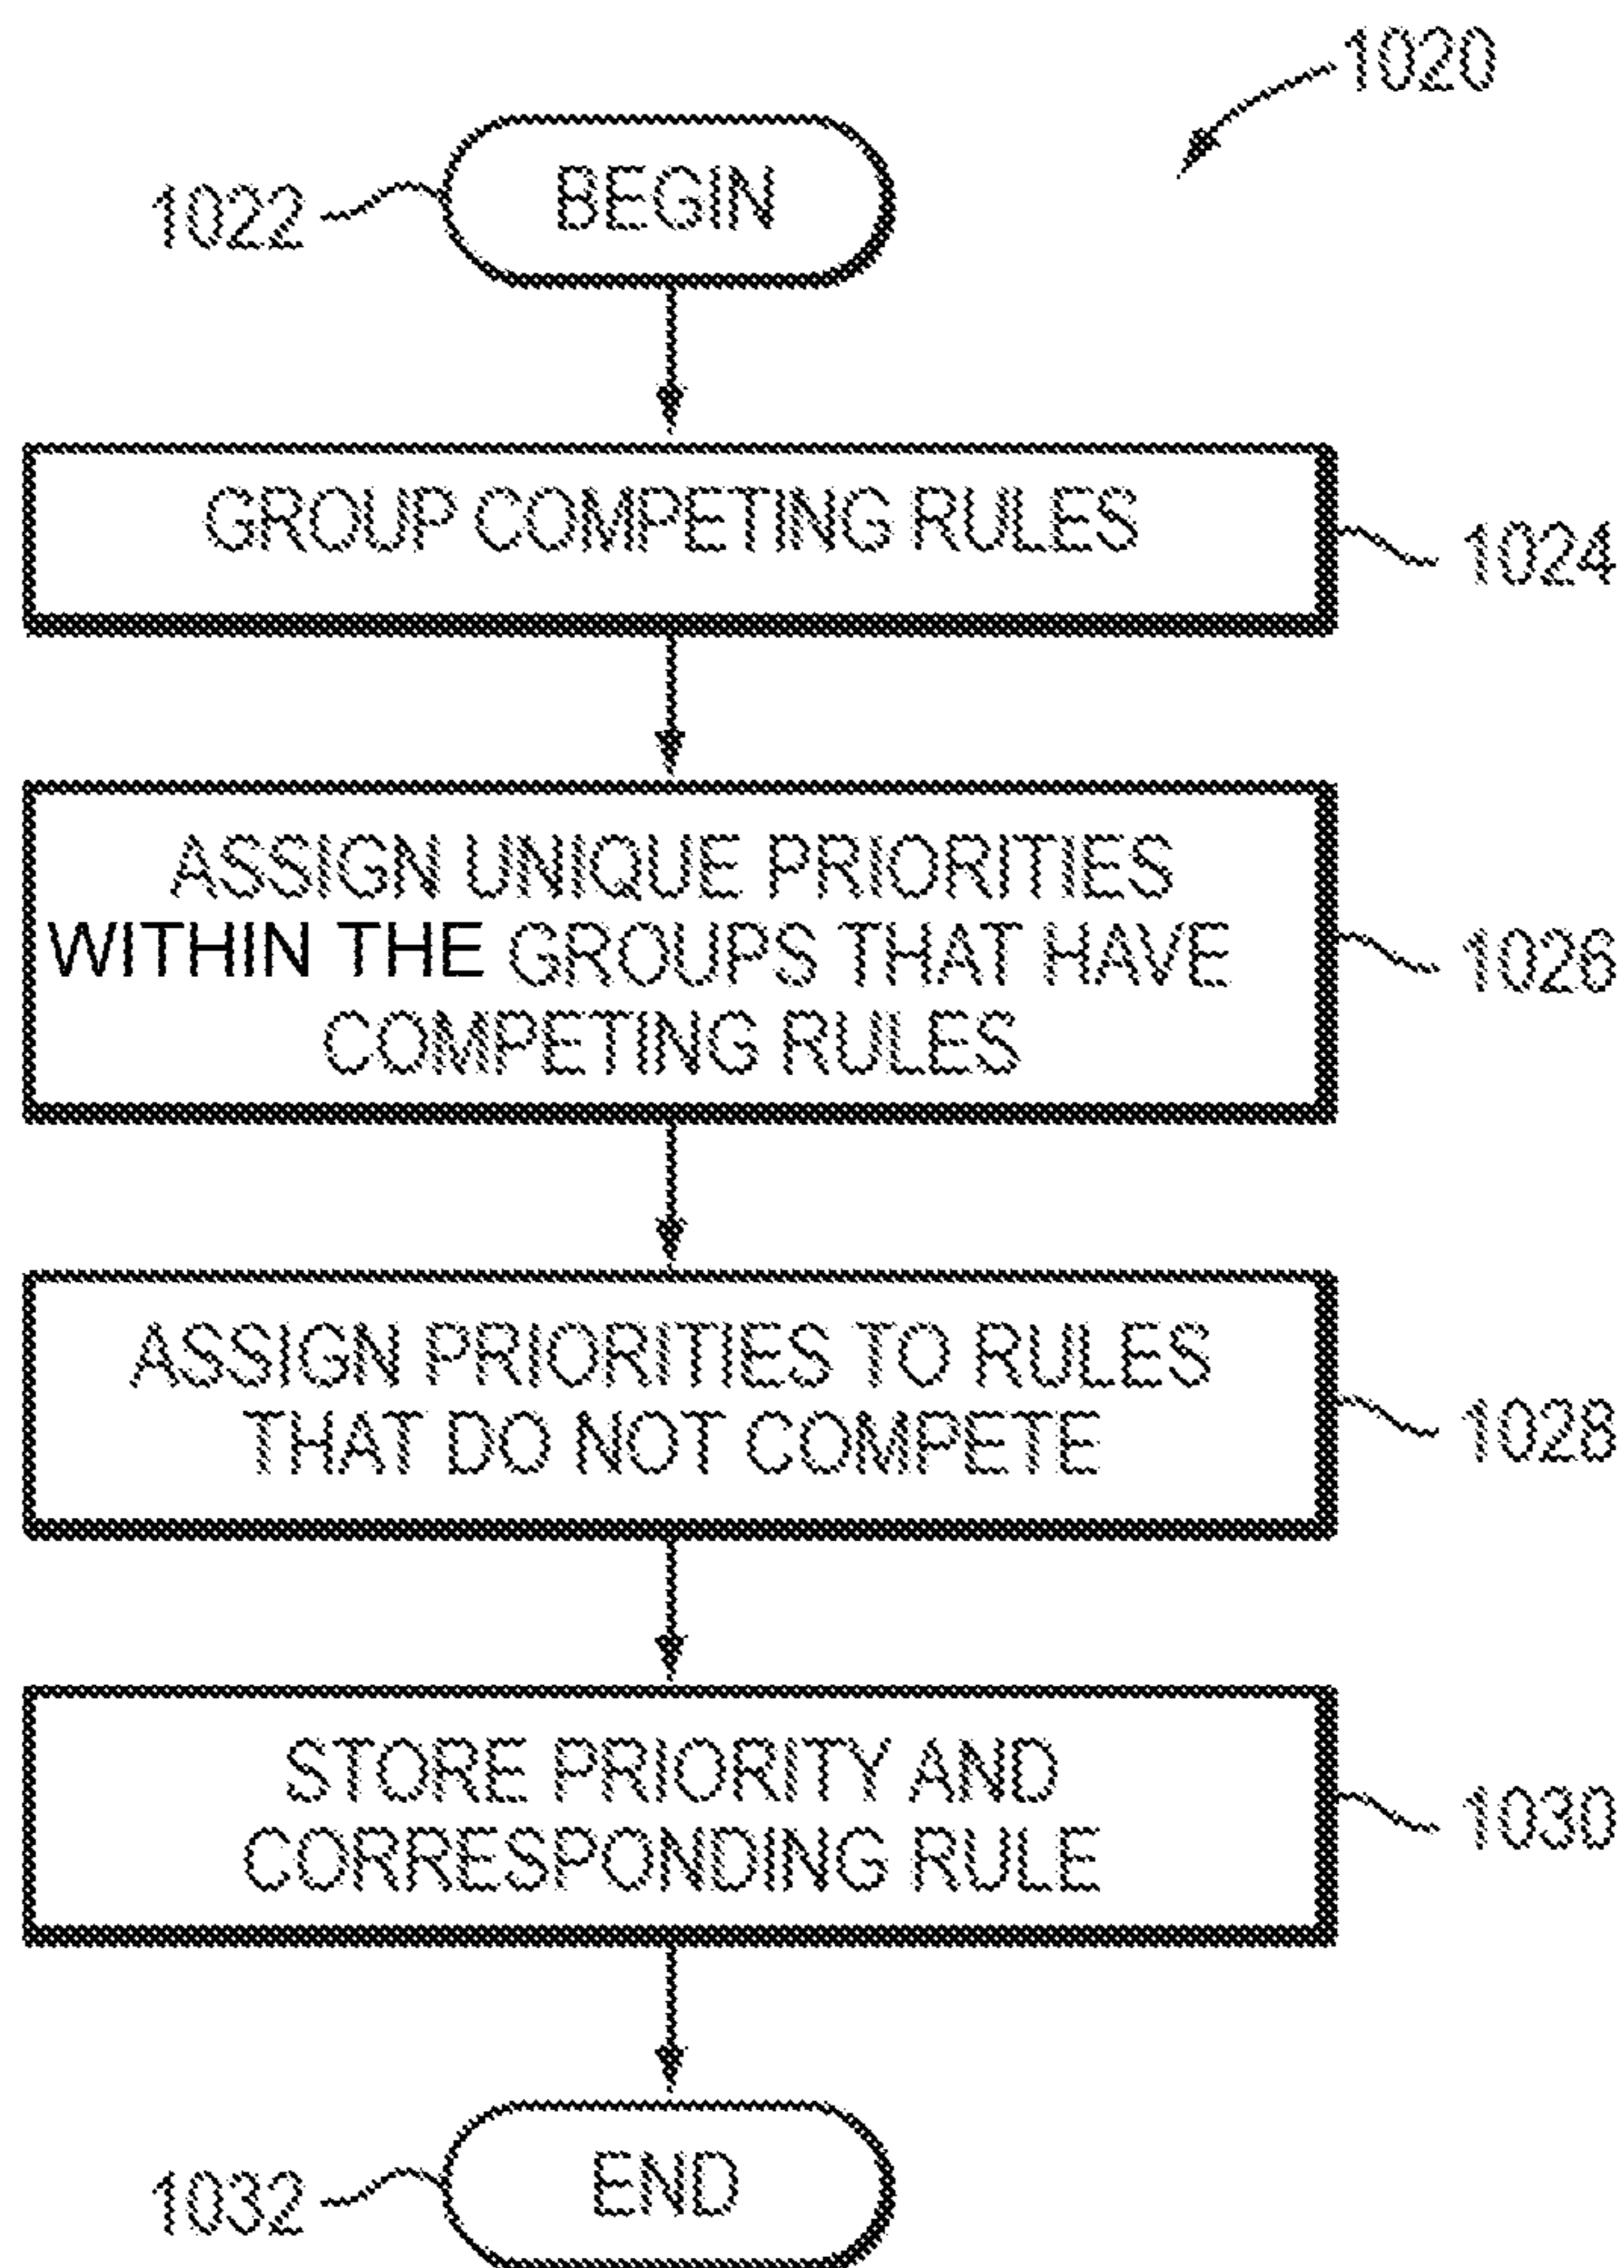 1020
1022
BEGIN
GROUP COMPETING RULES
1024
ASSIGN UNIQUE PRIORITIES
WITHIN THE GROUPS THAT HAVE
COMPETING RULES
1026
ASSIGN PRIORITIES TO RULES
THAT DO NOT COMPETE
1028
STORE PRIORITY AND
CORRESPONDING RULE
1030
1032
END